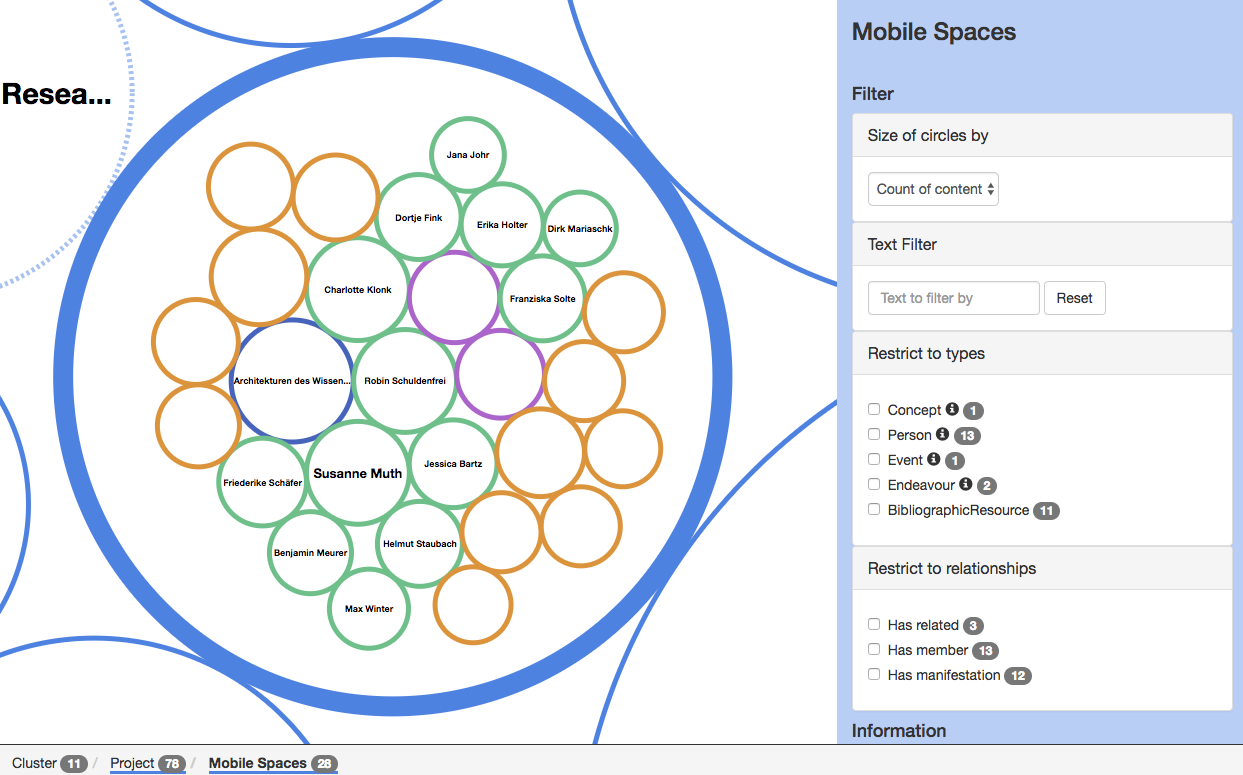 Resea...
Jana Johr
Dortje Fink
Erika Holter
Dirk Mariaschk
Charlotte Klonk
Franziska Solte
Architekturen des Wissen...
Robin Schuldenfrei
Susanne Muth
Jessica Bartz
Friederike Schäfer
Helmut Staubach
Benjamin Meurer
Max Winter
Mobile Spaces
Filter
Size of circles by
Count of content
Text Filter
Text to filter by
Reset
Restrict to types
Concept i 1
Person i 13
Event i 1
Endeavour i 2
BibliographicResource 11
Restrict to relationships
Has related 3
Has member 13
Has manifestation 12
Information
Cluster 11 / Project 78 / Mobile Spaces 28